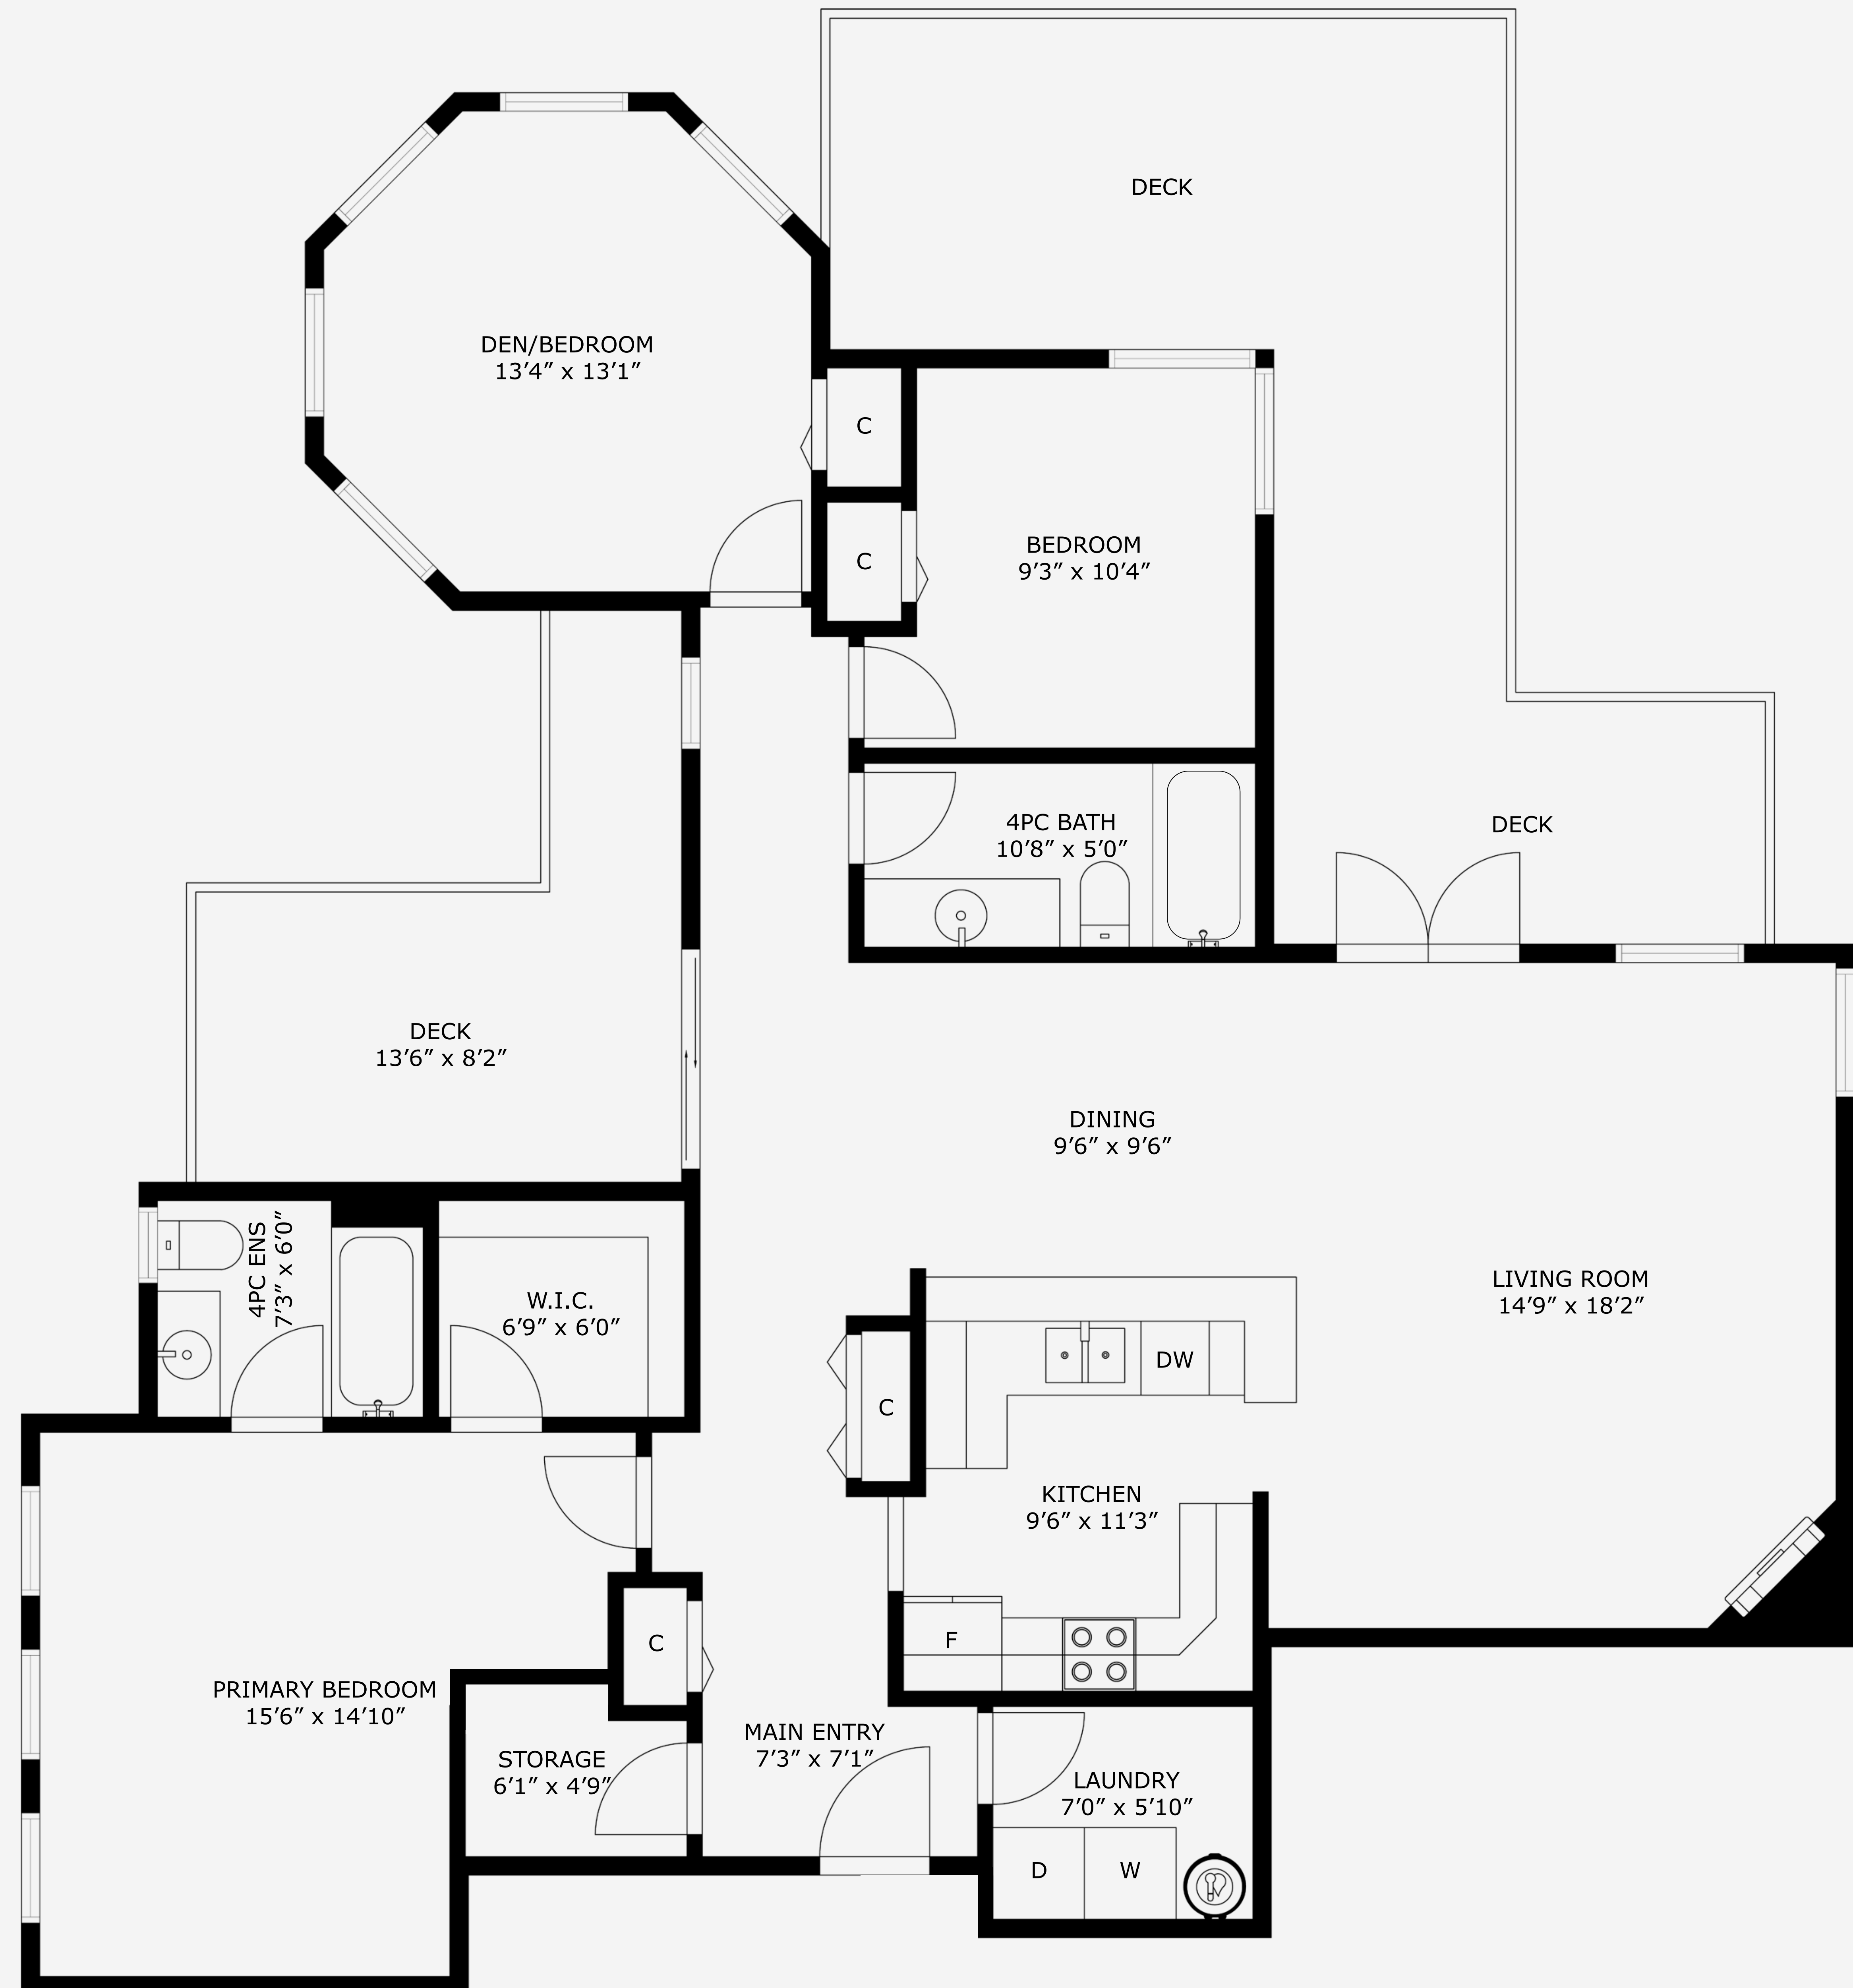 DECK
DEN/BEDROOM
13′4″ x 13′1″
C
C
BEDROOM
9′3″ x 10′4″
4PC BATH
10′8″ x 5′0″
DECK
DECK
13′6″ x 8′2″
DINING
9′6″ x 9′6″
4PC ENS
7′3″ x 6′0″
W.I.C.
6′9″ x 6′0″
LIVING ROOM
14′9″ x 18′2″
DW
C
KITCHEN
9′6″ x 11′3″
F
C
PRIMARY BEDROOM
15′6″ x 14′10″
STORAGE
6′1″ x 4′9″
MAIN ENTRY
7′3″ x 7′1″
LAUNDRY
7′0″ x 5′10″
D
W